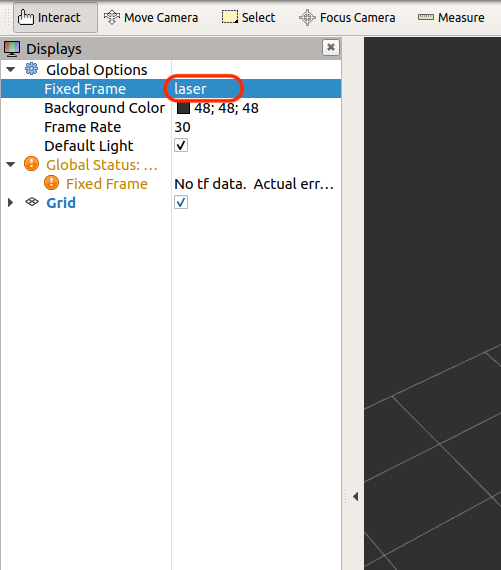 Interact Move Camera Select Focus Camera Measure
Displays
Global Options
Fixed Frame laser
Background Color 48; 48; 48
Frame Rate 30
Default Light
Global Status: ...
Fixed Frame No tf data. Actual err...
Grid